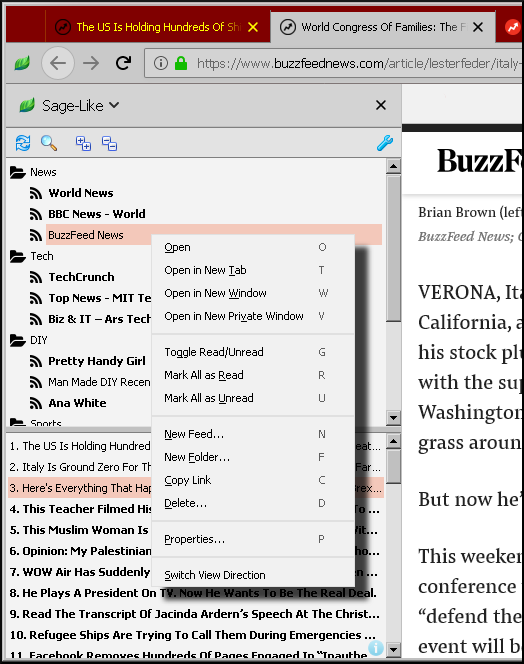 The US Is Holding Hundreds Of Sh
World Congress Of Families: The F
https://www.buzzfeednews.com/article/lesterfeder/italy-
Sage-Like
News
World News
BBC News - World
BuzzFeed News
Tech
TechCrunch
Top News - MIT Te
Biz & IT – Ars Tech
DIY
Pretty Handy Girl
Man Made DIY Recen
Ana White
Sports
Open O
Open in New Tab T
Open in New Window W
Open in New Private Window V
Toggle Read/Unread G
Mark All as Read R
Mark All as Unread U
New Feed... N
New Folder... F
Copy Link C
Delete... D
Properties... P
Switch View Direction
1. The US Is Holding Hundred eat...
2. Italy Is Ground Zero For Th Far...
3. Here's Everything That Hap Brex...
4. This Teacher Filmed His To ...
5. This Muslim Woman Is V...
6. Opinion: My Palestinian ho...
7. WOW Air Has Suddenly
8. He Plays A President On TV. Now He Wants To Be The Real Deal.
9. Read The Transcript Of Jacinda Ardern's Speech At The Christ...
10. Refugee Ships Are Trying To Call Them During Emergencies ...
11. Facebook Removes Hundreds Of Pages Engaged In "Inauthe
BuzzFe
Brian Brown (left
BuzzFeed News; G
VERONA, Ita
California, a
his stock plu
with the sup
Washington
grass aroun
But now he'
This weeken
conference
"defend the
event will b